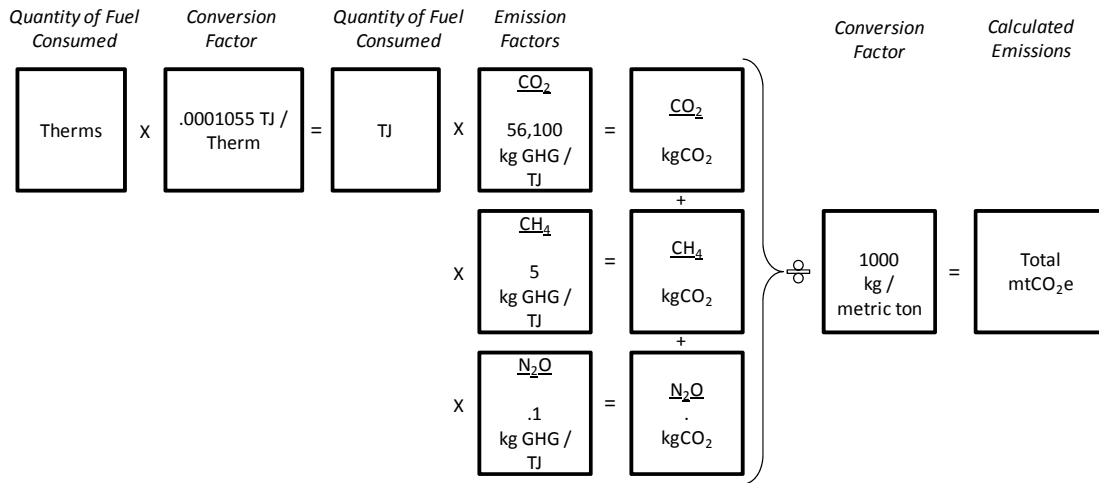 Quantity of Fuel
Consumed
Conversion
Factor
Quantity of Fuel
Consumed
Emission
Factors
Conversion
Factor
Calculated
Emissions
Therms
X
.0001055 TJ /
Therm
=
TJ
X
CO₂
56,100
kg GHG /
TJ
=
CO₂
kgCO₂
+
X
CH₄
5
kg GHG /
TJ
=
CH₄
kgCO₂
÷
1000
kg /
metric ton
=
Total
mtCO₂e
+
X
N₂O
.1
kg GHG /
TJ
=
N₂O
.
kgCO₂